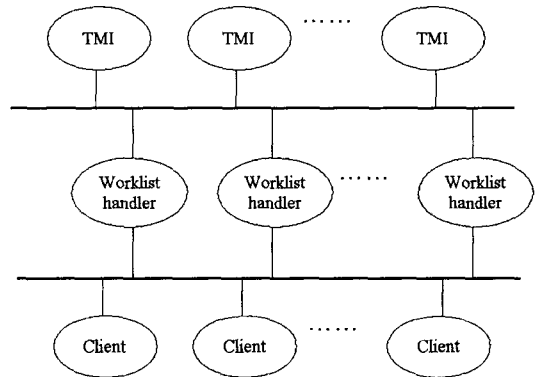 TMI TMI ...... TMI
Worklist handler Worklist handler ...... Worklist handler
Client Client ...... Client